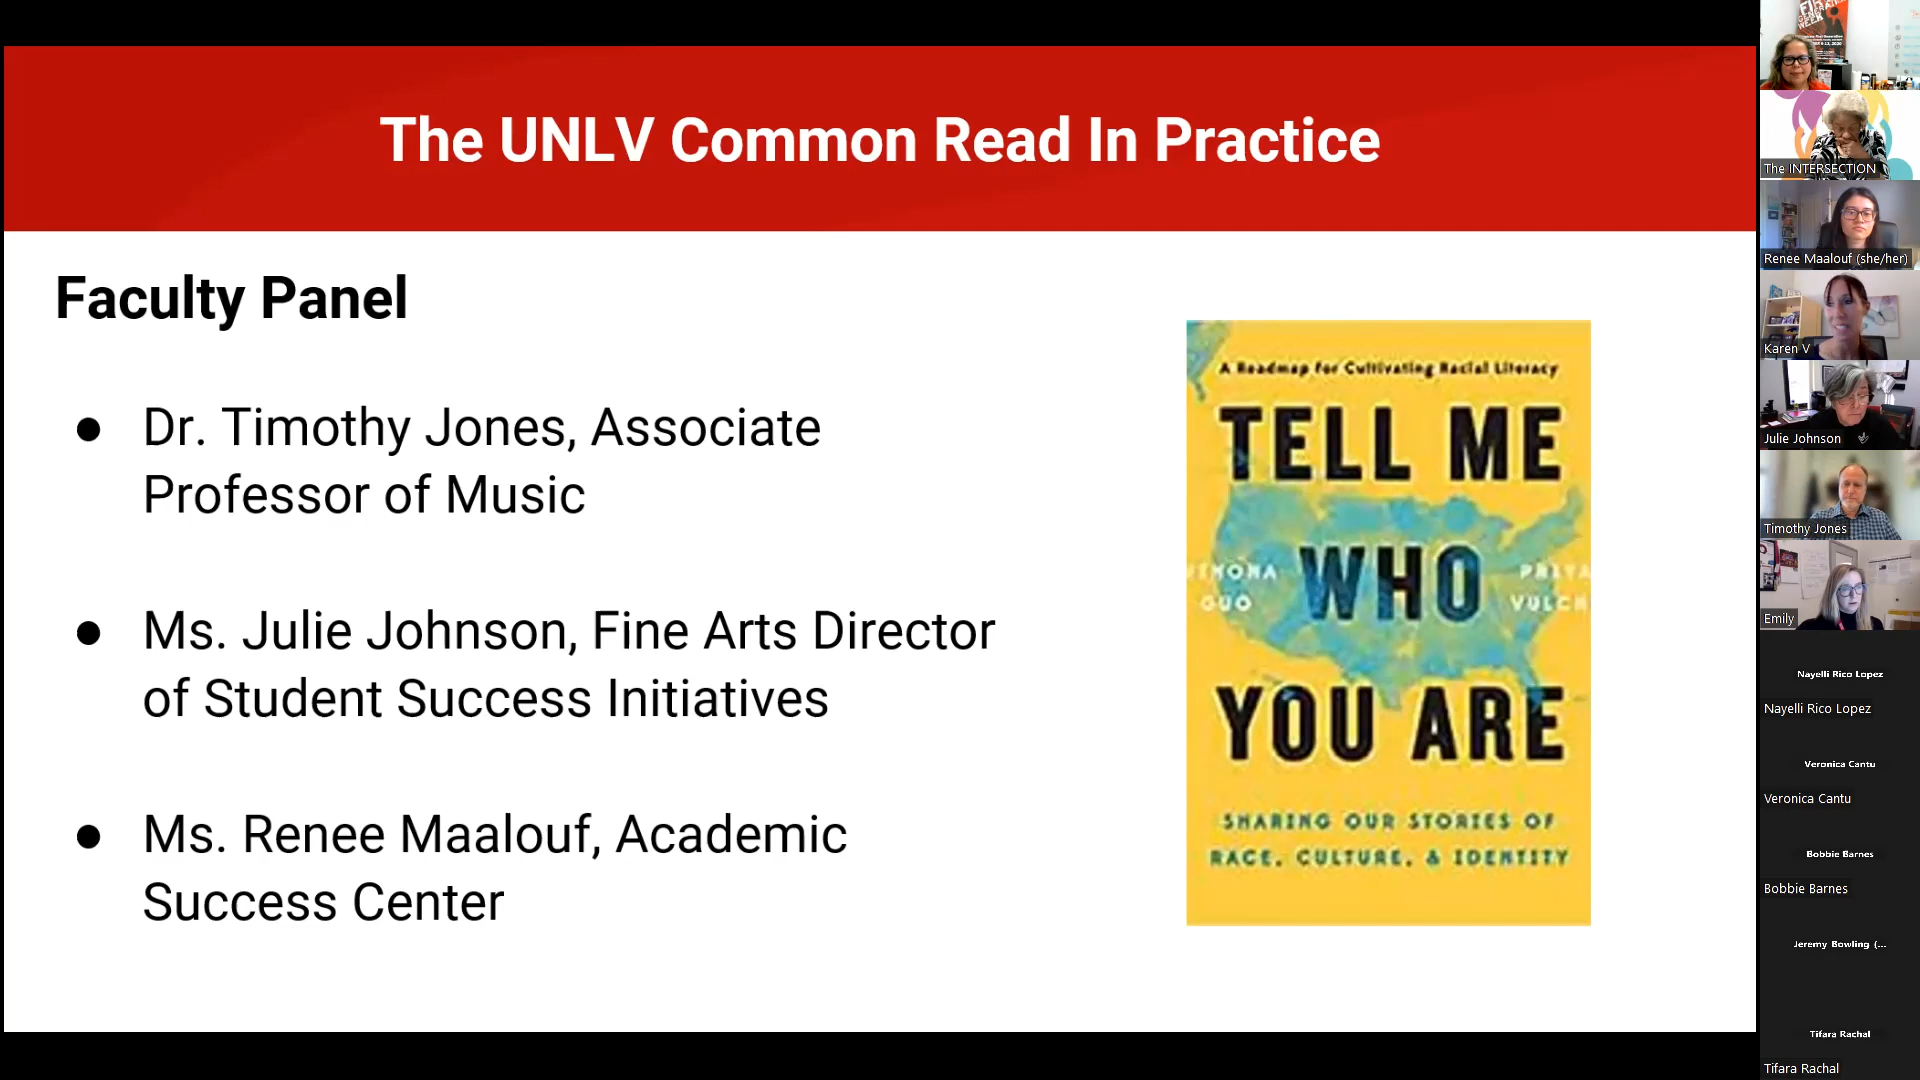 The UNLV Common Read In Practice
Faculty Panel
● Dr. Timothy Jones, Associate
Professor of Music
● Ms. Julie Johnson, Fine Arts Director
of Student Success Initiatives
● Ms. Renee Maalouf, Academic
Success Center
A Roadmap for Cultivating Racial Literacy
TELL ME
WHO
GUO
YOU ARE
SHARING OUR STORIES OF
RACE, CULTURE, & IDENTITY
The INTERSECTION
Renee Maalouf (she/her)
Karen V
Julie Johnson
Timothy Jones
Emily
Nayelli Rico Lopez
Nayelli Rico Lopez
Veronica Cantu
Veronica Cantu
Bobbie Barnes
Bobbie Barnes
Jeremy Bowling (...
Tifara Rachal
Tifara Rachal